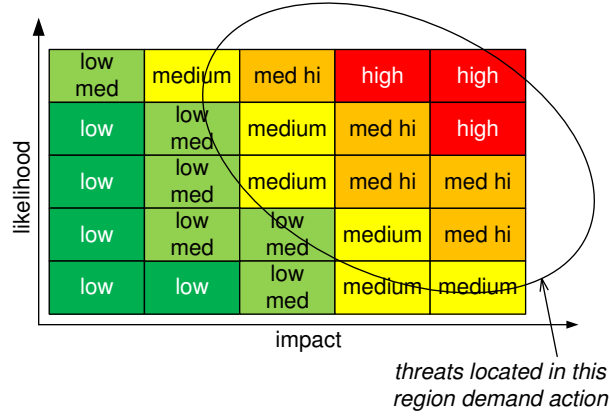 low medium med hi high high
med
low low medium med hi high
med
low low medium med hi med hi
med
low low low medium med hi
med med
low low low medium medium
med
likelihood
impact
threats located in this
region demand action